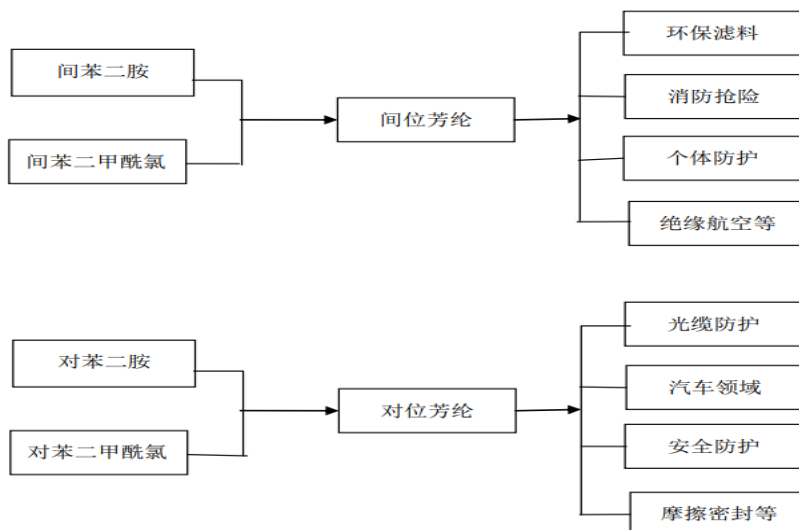 间苯二胺
间苯二甲酰氯
间位芳纶
环保滤料
消防抢险
个体防护
绝缘航空等
对苯二胺
对苯二甲酰氯
对位芳纶
光缆防护
汽车领域
安全防护
摩擦密封等